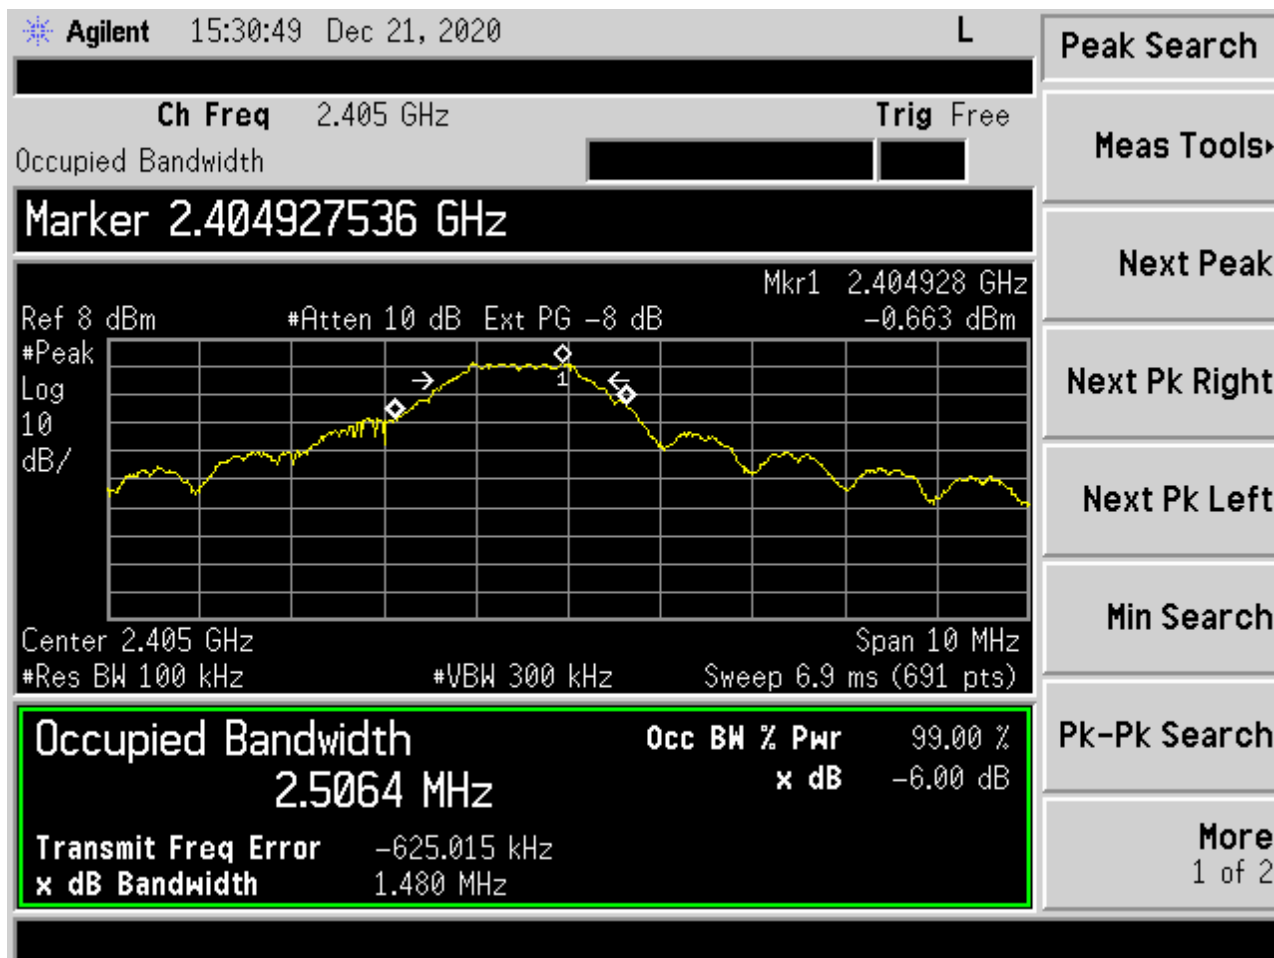 Agilent 15:30:49 Dec 21, 2020 L
Peak Search
Ch Freq 2.405 GHz Trig Free
Occupied Bandwidth
Meas Tools
Marker 2.404927536 GHz
Next Peak
Mkr1 2.404928 GHz
Ref 8 dBm #Atten 10 dB Ext PG -8 dB -0.663 dBm
#Peak
Log
10
dB/
1
Next Pk Right
Next Pk Left
Center 2.405 GHz Span 10 MHz
#Res BW 100 kHz #VBW 300 kHz Sweep 6.9 ms (691 pts)
Min Search
Occupied Bandwidth
2.5064 MHz
Occ BW % Pwr 99.00 %
x dB -6.00 dB
Transmit Freq Error -625.015 kHz
x dB Bandwidth 1.480 MHz
Pk-Pk Search
More
1 of 2